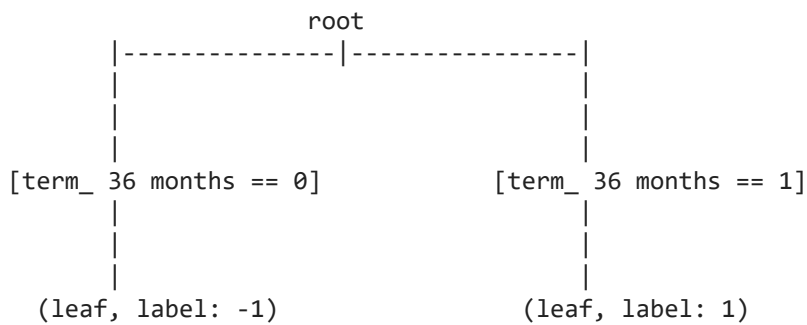 root
|---------------|----------------|
| |
| |
| |
| |
[term_ 36 months == 0] [term_ 36 months == 1]
| |
| |
| |
(leaf, label: -1) (leaf, label: 1)